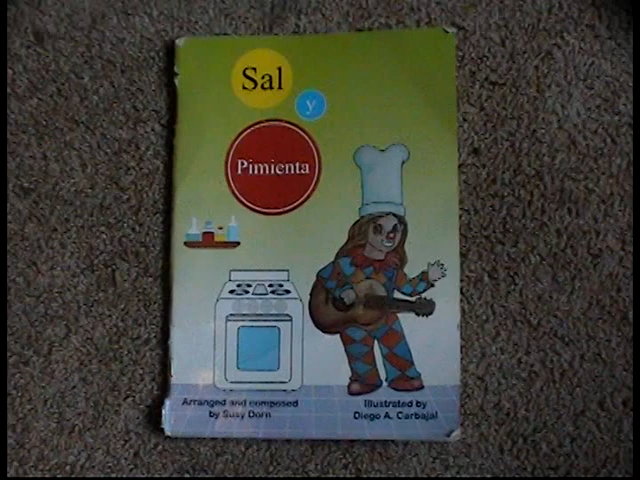 Sal
y
Pimienta
Arranged and composed
by Susy Dorn
Illustrated by
Diego A. Carbajal